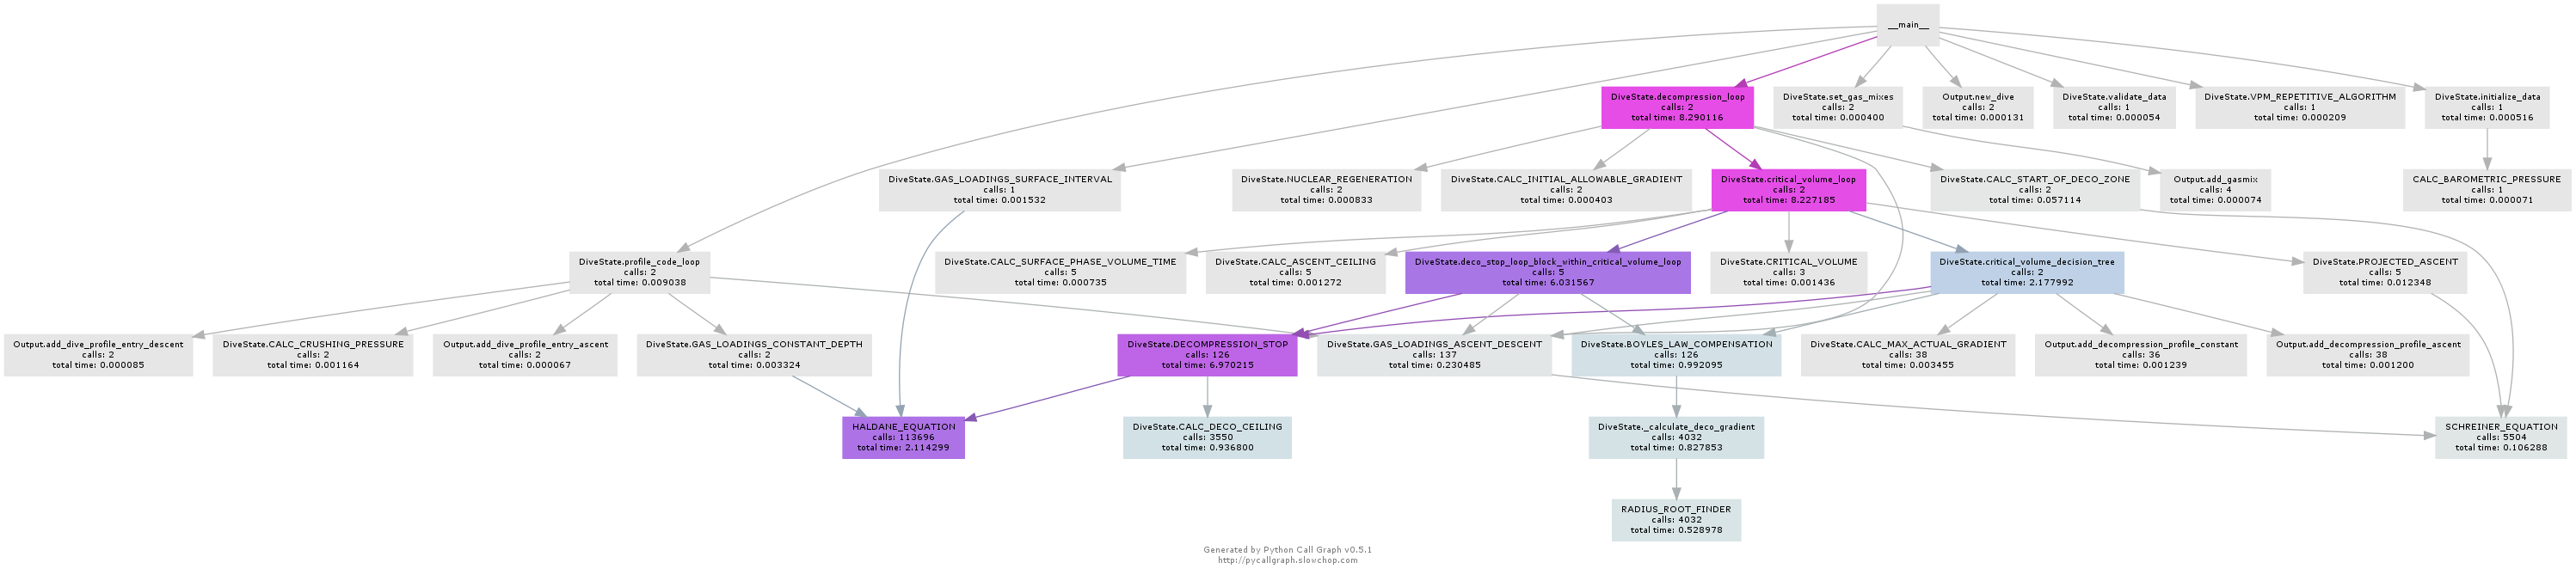 __main__
DiveState.decompression_loop
calls: 2
total time: 8.290116
DiveState.set_gas_mixes
calls: 2
total time: 0.000400
Output.new_dive
calls: 2
total time: 0.000131
DiveState.validate_data
calls: 1
total time: 0.000054
DiveState.VPM_REPETITIVE_ALGORITHM
calls: 1
total time: 0.000209
DiveState.initialize_data
calls: 1
total time: 0.000516
DiveState.GAS_LOADINGS_SURFACE_INTERVAL
calls: 1
total time: 0.001532
DiveState.NUCLEAR_REGENERATION
calls: 2
total time: 0.000833
DiveState.CALC_INITIAL_ALLOWABLE_GRADIENT
calls: 2
total time: 0.000403
DiveState.critical_volume_loop
calls: 2
total time: 8.227185
DiveState.CALC_START_OF_DECO_ZONE
calls: 2
total time: 0.057114
Output.add_gasmix
calls: 4
total time: 0.000074
CALC_BAROMETRIC_PRESSURE
calls: 1
total time: 0.000071
DiveState.profile_code_loop
calls: 2
total time: 0.009038
DiveState.CALC_SURFACE_PHASE_VOLUME_TIME
calls: 5
total time: 0.000735
DiveState.CALC_ASCENT_CEILING
calls: 5
total time: 0.001272
DiveState.deco_stop_loop_block_within_critical_volume_loop
calls: 5
total time: 6.031567
DiveState.CRITICAL_VOLUME
calls: 3
total time: 0.001436
DiveState.critical_volume_decision_tree
calls: 2
total time: 2.177992
DiveState.PROJECTED_ASCENT
calls: 5
total time: 0.012348
Output.add_dive_profile_entry_descent
calls: 2
total time: 0.000085
DiveState.CALC_CRUSHING_PRESSURE
calls: 2
total time: 0.001164
Output.add_dive_profile_entry_ascent
calls: 2
total time: 0.000067
DiveState.GAS_LOADINGS_CONSTANT_DEPTH
calls: 2
total time: 0.003324
DiveState.DECOMPRESSION_STOP
calls: 126
total time: 6.970215
DiveState.GAS_LOADINGS_ASCENT_DESCENT
calls: 137
total time: 0.230485
DiveState.BOYLES_LAW_COMPENSATION
calls: 126
total time: 0.992095
DiveState.CALC_MAX_ACTUAL_GRADIENT
calls: 38
total time: 0.003455
Output.add_decompression_profile_constant
calls: 36
total time: 0.001239
Output.add_decompression_profile_ascent
calls: 38
total time: 0.001200
HALDANE_EQUATION
calls: 113696
total time: 2.114299
DiveState.CALC_DECO_CEILING
calls: 3550
total time: 0.936800
DiveState._calculate_deco_gradient
calls: 4032
total time: 0.827853
SCHREINER_EQUATION
calls: 5504
total time: 0.106288
RADIUS_ROOT_FINDER
calls: 4032
total time: 0.528978
Generated by Python Call Graph v0.5.1
http://pycallgraph.slowchop.com